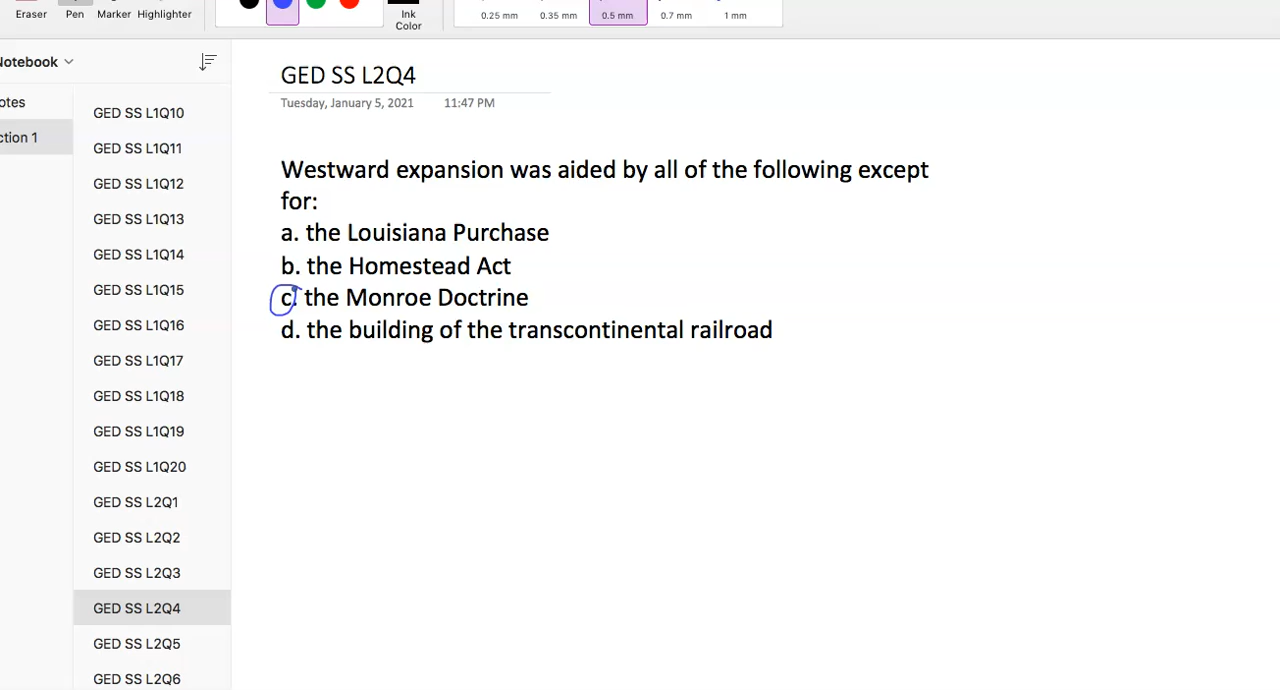 Eraser Pen Marker Highlighter Ink Color 0.25 mm 0.35 mm 0.5 mm 0.7 mm 1 mm
Notebook
otes
ction 1
GED SS L1Q10
GED SS L1Q11
GED SS L1Q12
GED SS L1Q13
GED SS L1Q14
GED SS L1Q15
GED SS L1Q16
GED SS L1Q17
GED SS L1Q18
GED SS L1Q19
GED SS L1Q20
GED SS L2Q1
GED SS L2Q2
GED SS L2Q3
GED SS L2Q4
GED SS L2Q5
GED SS L2Q6
GED SS L2Q4
Tuesday, January 5, 2021 11:47 PM
Westward expansion was aided by all of the following except
for:
a. the Louisiana Purchase
b. the Homestead Act
c. the Monroe Doctrine
d. the building of the transcontinental railroad